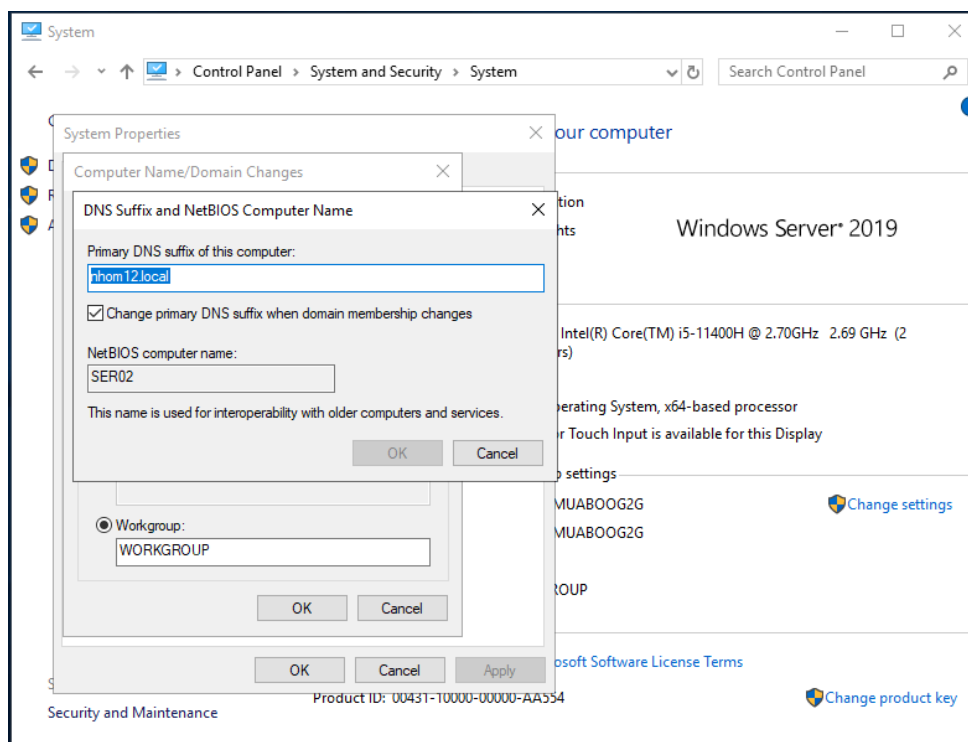 System
Control Panel > System and Security > System
Search Control Panel
System Properties
our computer
Computer Name/Domain Changes
DNS Suffix and NetBIOS Computer Name
tion
hts
Windows Server® 2019
Primary DNS suffix of this computer:
nhom12.local
Change primary DNS suffix when domain membership changes
Intel(R) Core(TM) i5-11400H @ 2.70GHz 2.69 GHz (2
rs)
NetBIOS computer name:
SER02
This name is used for interoperability with older computers and services.
perating System, x64-based processor
r Touch Input is available for this Display
OK Cancel
settings
MUABOOG2G
Change settings
MUABOOG2G
Workgroup:
WORKGROUP
ROUP
OK Cancel
osoft Software License Terms
OK Cancel Apply
Product ID: 00431-10000-00000-AA554
Change product key
Security and Maintenance